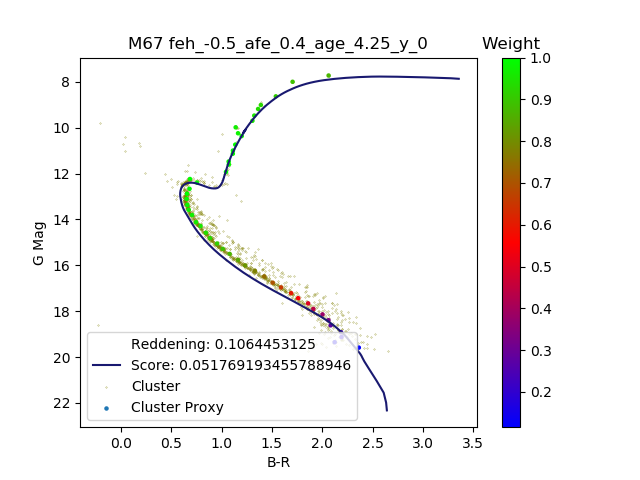 M67 feh_-0.5_afe_0.4_age_4.25_y_0
Weight
8
10
12
14
16
18
20
22
G Mag
0.0 0.5 1.0 1.5 2.0 2.5 3.0 3.5
B-R
Reddening: 0.1064453125
Score: 0.051769193455788946
Cluster
Cluster Proxy
1.0
0.9
0.8
0.7
0.6
0.5
0.4
0.3
0.2